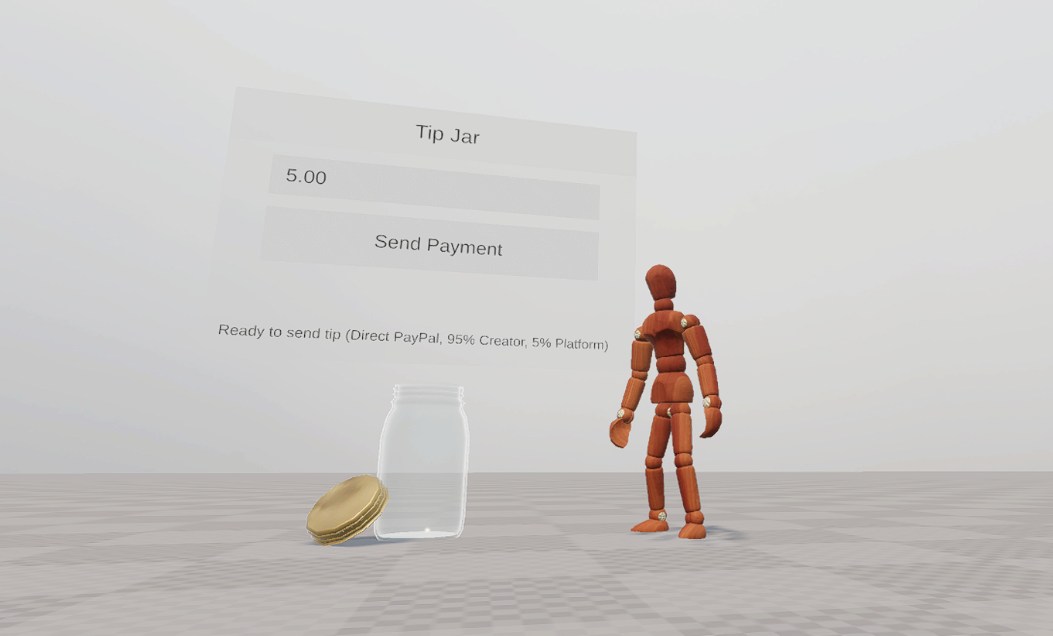 Tip Jar
5.00
Send Payment
Ready to send tip (Direct PayPal, 95% Creator, 5% Platform)